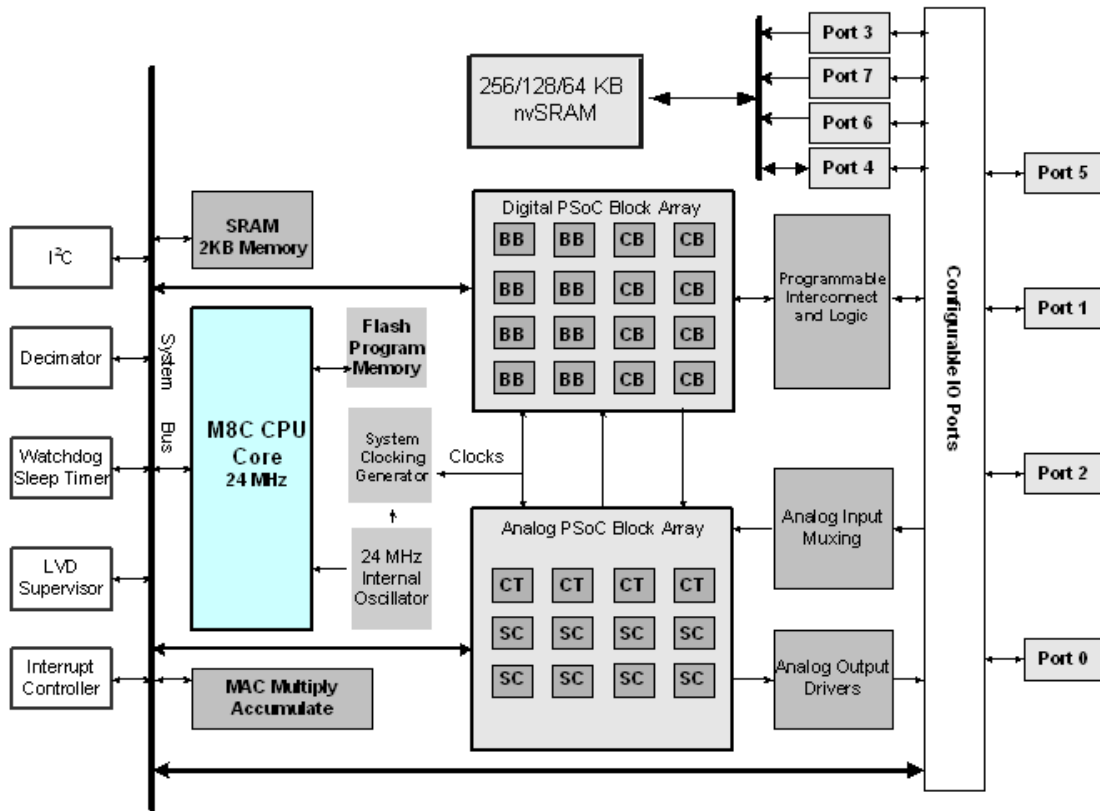 256/128/64 KB
nvSRAM
Port 3
Port 7
Port 6
Port 4
Port 5
Port 1
Port 2
Port 0
Configurable IO Ports
I²C
Decimator
Watchdog
Sleep Timer
LVD
Supervisor
Interrupt
Controller
System Bus
SRAM
2KB Memory
M8C CPU
Core
24 MHz
Flash
Program
Memory
System
Clocking
Generator
Clocks
24 MHz
Internal
Oscillator
MAC Multiply
Accumulate
Digital PSoC Block Array
BB BB CB CB
BB BB CB CB
BB BB CB CB
BB BB CB CB
Programmable
Interconnect
and Logic
Analog PSoC Block Array
CT CT CT CT
SC SC SC SC
SC SC SC SC
Analog Input
Muxing
Analog Output
Drivers